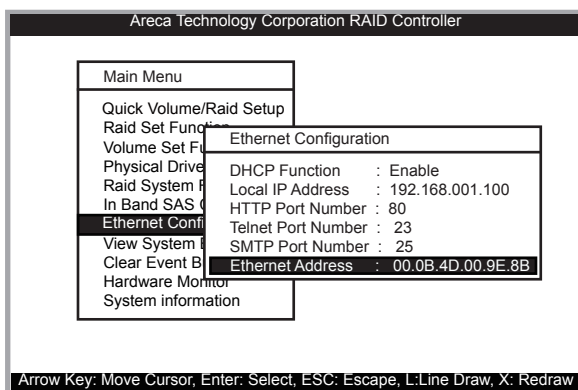 Areca Technology Corporation RAID Controller
Main Menu
Quick Volume/Raid Setup
Raid Set Function
Volume Set Fu
Physical Drive
Raid System F
In Band SAS
Ethernet Confi
View System E
Clear Event B
Hardware Monitor
System information
Ethernet Configuration
DHCP Function : Enable
Local IP Address : 192.168.001.100
HTTP Port Number : 80
Telnet Port Number : 23
SMTP Port Number : 25
Ethernet Address : 00.0B.4D.00.9E.8B
Arrow Key: Move Cursor, Enter: Select, ESC: Escape, L:Line Draw, X: Redraw